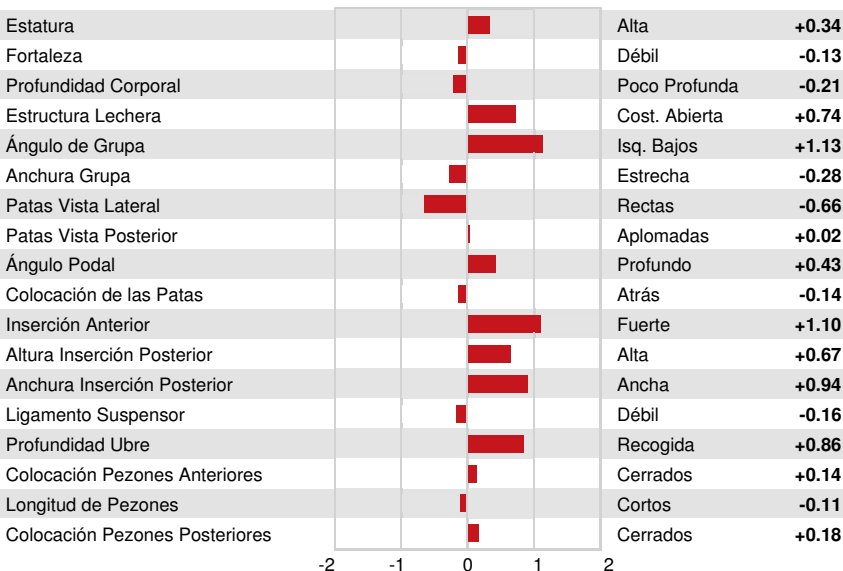 Estatura Alta +0.34
Fortaleza Débil -0.13
Profundidad Corporal Poco Profunda -0.21
Estructura Lechera Cost. Abierta +0.74
Ángulo de Grupa Isq. Bajos +1.13
Anchura Grupa Estrecha -0.28
Patas Vista Lateral Rectas -0.66
Patas Vista Posterior Aplomadas +0.02
Ángulo Podal Profundo +0.43
Colocación de las Patas Atrás -0.14
Inserción Anterior Fuerte +1.10
Altura Inserción Posterior Alta +0.67
Anchura Inserción Posterior Ancha +0.94
Ligamento Suspensor Débil -0.16
Profundidad Ubre Recogida +0.86
Colocación Pezones Anteriores Cerrados +0.14
Longitud de Pezones Cortos -0.11
Colocación Pezones Posteriores Cerrados +0.18
-2 -1 0 1 2